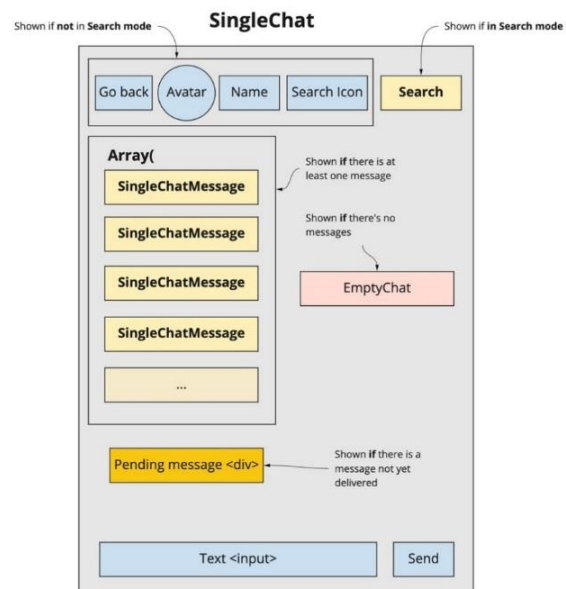 SingleChat
Shown if not in Search mode
Shown if in Search mode
Go back
Avatar
Name
Search Icon
Search
Array(
SingleChatMessage
SingleChatMessage
SingleChatMessage
SingleChatMessage
...
Shown if there is at
least one message
Shown if there's no
messages
EmptyChat
Pending message <div>
Shown if there is a
message not yet
delivered
Text <input>
Send